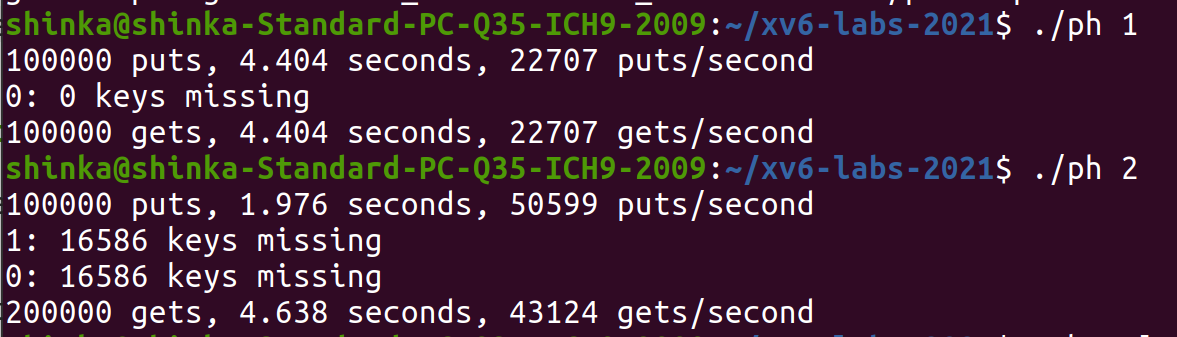 shinka@shinka-Standard-PC-Q35-ICH9-2009:~/xv6-labs-2021$ ./ph 1
100000 puts, 4.404 seconds, 22707 puts/second
0: 0 keys missing
100000 gets, 4.404 seconds, 22707 gets/second
shinka@shinka-Standard-PC-Q35-ICH9-2009:~/xv6-labs-2021$ ./ph 2
100000 puts, 1.976 seconds, 50599 puts/second
1: 16586 keys missing
0: 16586 keys missing
200000 gets, 4.638 seconds, 43124 gets/second